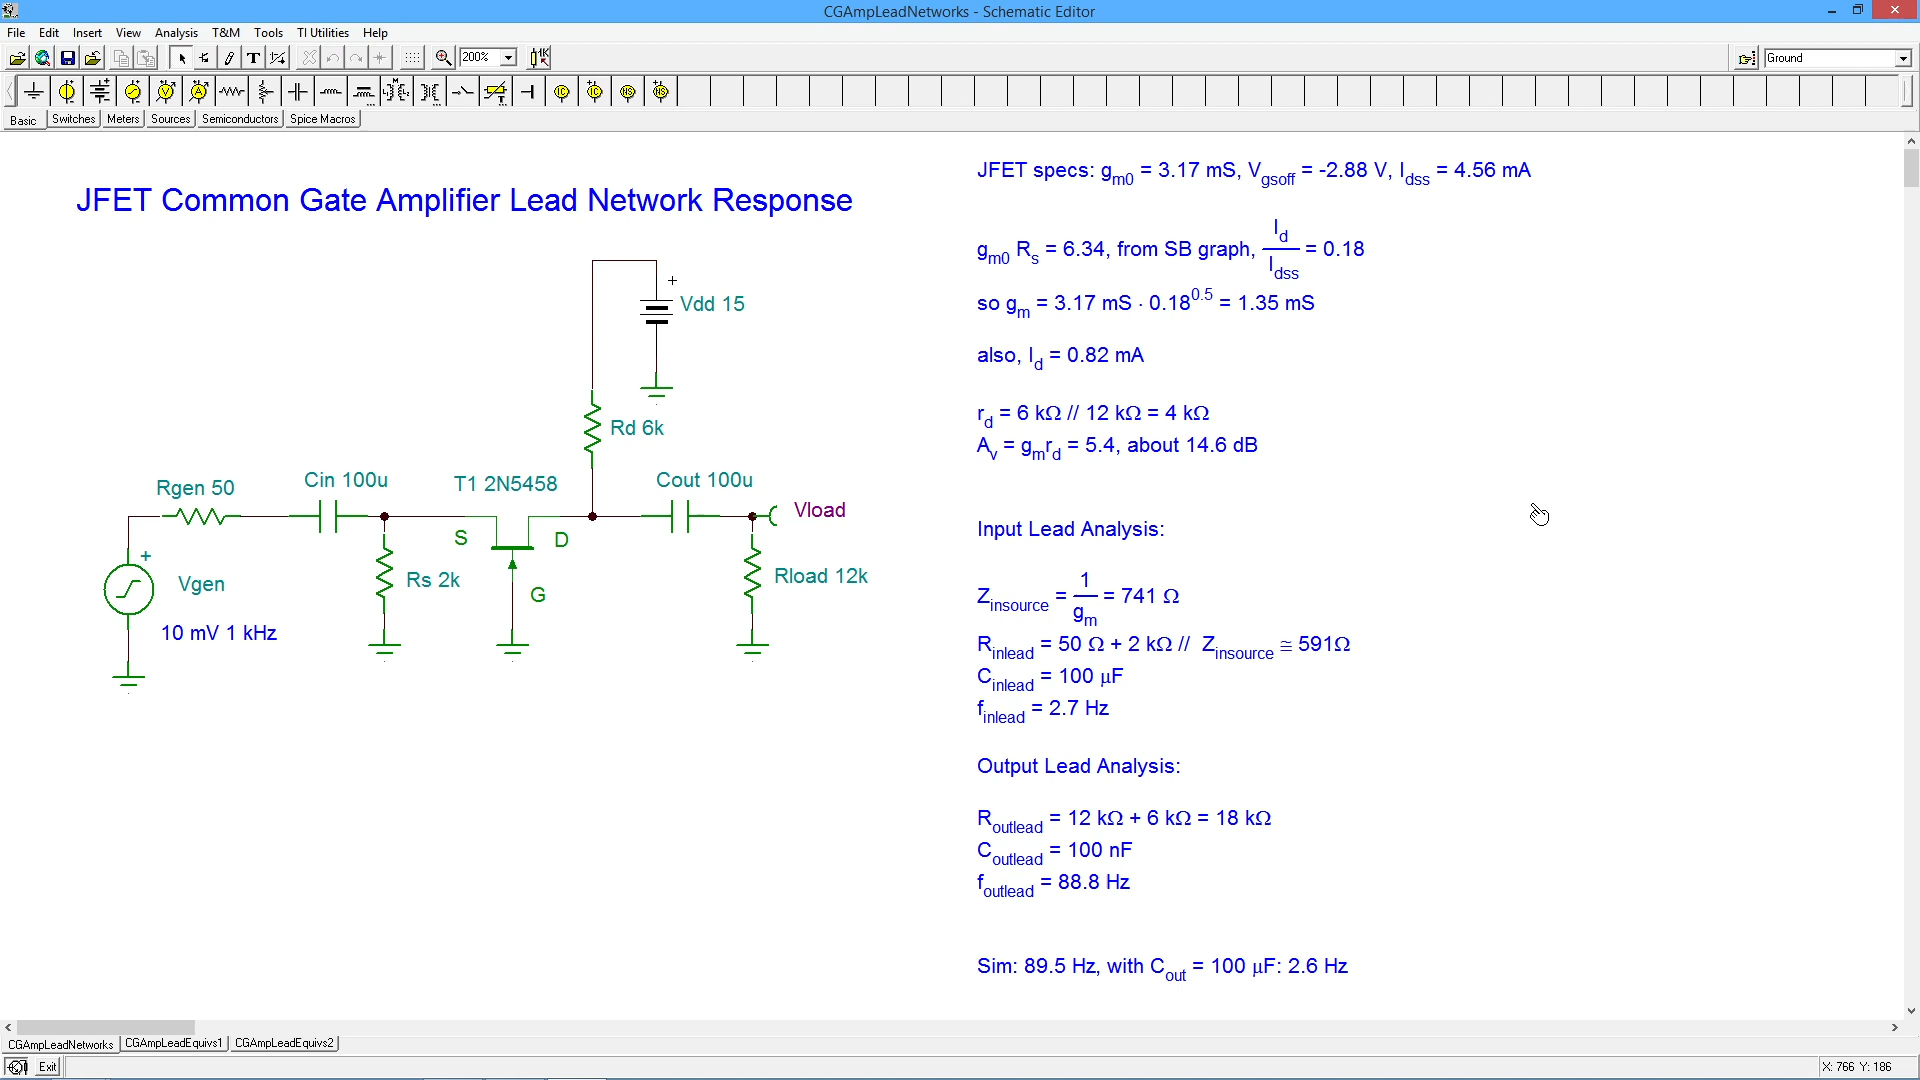 CGAmpLeadNetworks - Schematic Editor
File Edit Insert View Analysis T&M Tools TI Utilities Help
200% Ground
Basic Switches Meters Sources Semiconductors Spice Macros
JFET Common Gate Amplifier Lead Network Response
+
Vdd 15
Rd 6k
Rgen 50
Cin 100u
T1 2N5458
Cout 100u
Vload
S
D
G
+
Vgen
10 mV 1 kHz
Rs 2k
Rload 12k
JFET specs: gm0 = 3.17 mS, Vgsoff = -2.88 V, Idss = 4.56 mA
gm0 Rs = 6.34, from SB graph, Id/Idss = 0.18
so gm = 3.17 mS · 0.18^0.5 = 1.35 mS
also, Id = 0.82 mA
rd = 6 kΩ // 12 kΩ = 4 kΩ
Av = gmrd = 5.4, about 14.6 dB
Input Lead Analysis:
Zinsource = 1/gm = 741 Ω
Rinlead = 50 Ω + 2 kΩ // Zinsource ≅ 591Ω
Cinlead = 100 μF
finlead = 2.7 Hz
Output Lead Analysis:
Routlead = 12 kΩ + 6 kΩ = 18 kΩ
Coutlead = 100 nF
foutlead = 88.8 Hz
Sim: 89.5 Hz, with Cout = 100 μF: 2.6 Hz
CGAmpLeadNetworks CGAmpLeadEquivs1 CGAmpLeadEquivs2
Exit
X: 766 Y: 186